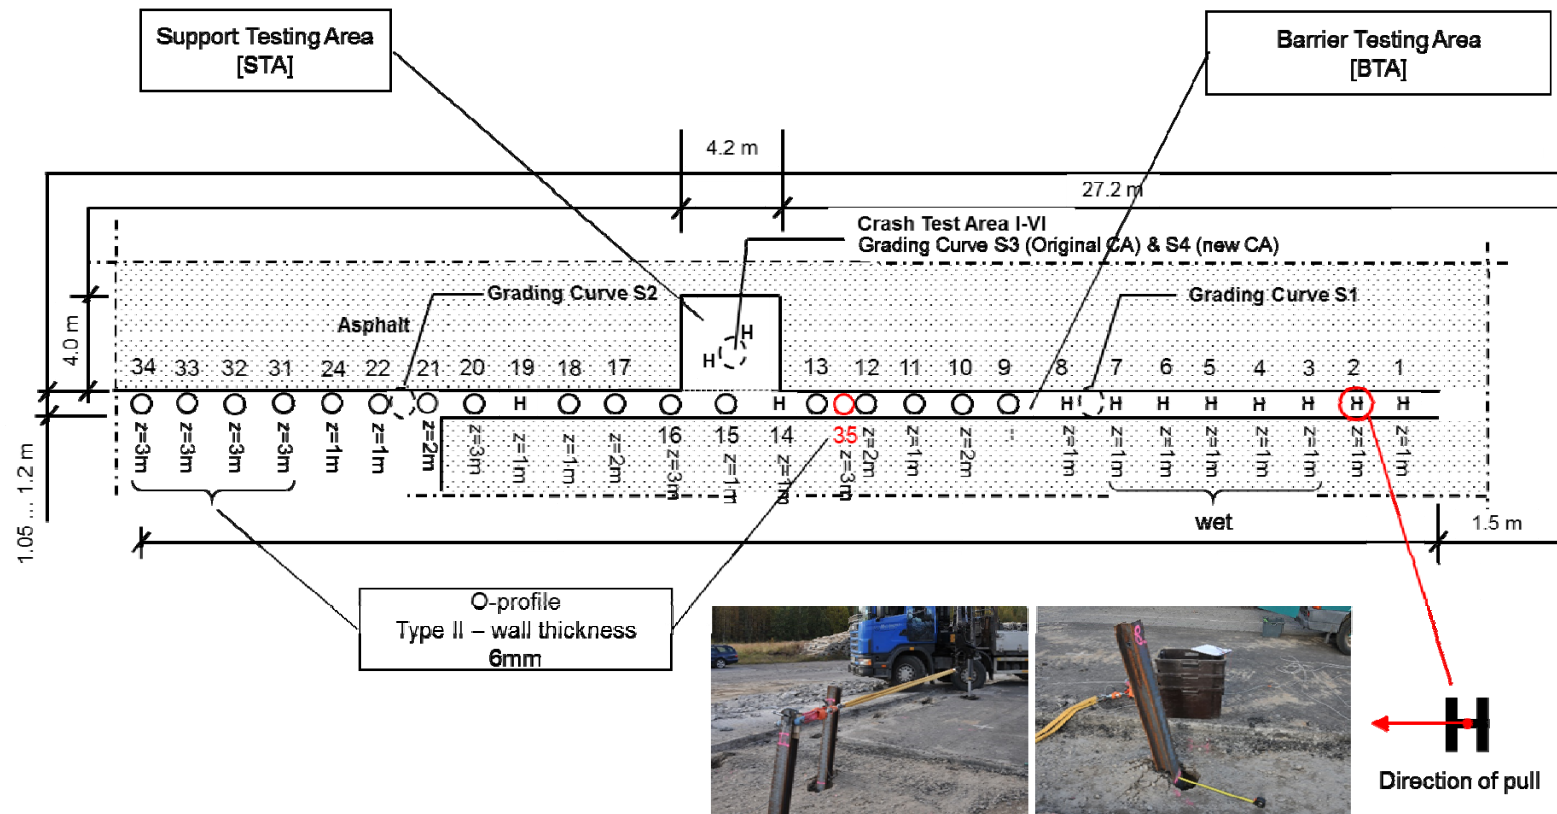 Support Testing Area
[STA]
Barrier Testing Area
[BTA]
4.2 m
27.2 m
Crash Test Area I-VI
Grading Curve S3 (Original CA) & S4 (new CA)
Grading Curve S2
Grading Curve S1
Asphalt
4.0 m
34 33 32 31 24 22 21 20 19 18 17 13 12 11 10 9 8 7 6 5 4 3 2 1
H H
H H H H H H H H H H
16 15 14 35
z=3m z=3m z=3m z=3m z=1m z=1m z=2m z=3m z=1m z=1m z=2m z=3m z=1m z=1m z=3m z=2m z=1m z=2m -- z=1m z=1m z=1m z=1m z=1m z=1m z=1m z=1m
1.05 ... 1.2 m
wet
1.5 m
O-profile
Type II – wall thickness
6mm
H
Direction of pull